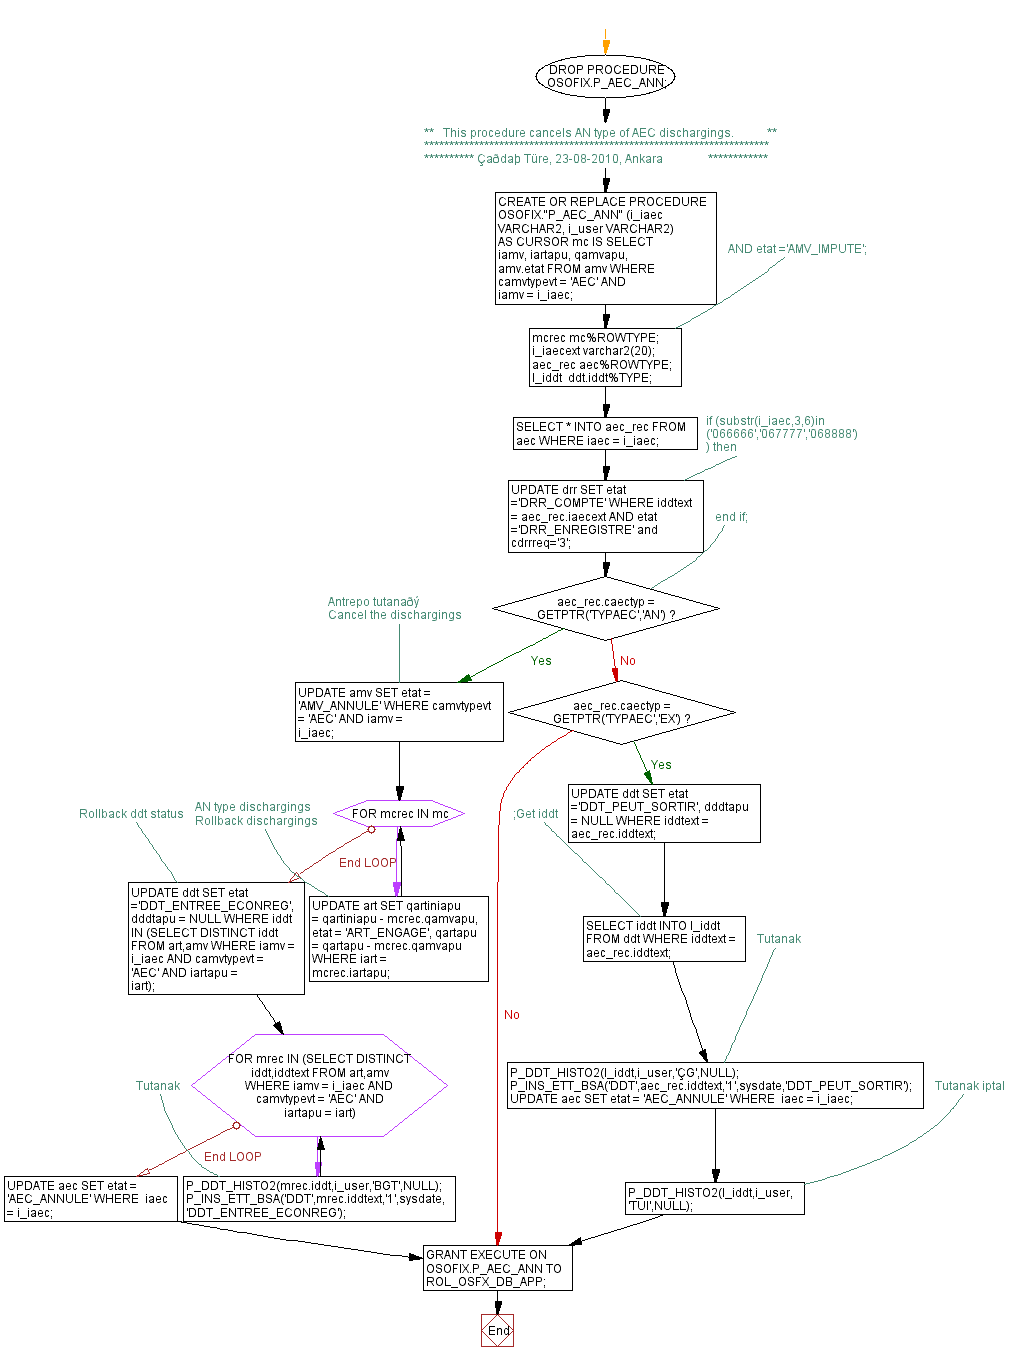 DROP PROCEDURE
OSOFIX.P_AEC_ANN;
** This procedure cancels AN type of AEC dischargings. **
*********************************************************************
********** Çaðdaþ Türe, 23-08-2010, Ankara ************
CREATE OR REPLACE PROCEDURE
OSOFIX."P_AEC_ANN" (i_iaec
VARCHAR2, i_user VARCHAR2)
AS CURSOR mc IS SELECT
iamv, iartapu, qamvapu,
amv.etat FROM amv WHERE
camvtypevt = 'AEC' AND
iamv = i_iaec;
AND etat ='AMV_IMPUTE';
mcrec mc%ROWTYPE;
i_iaecext varchar2(20);
aec_rec aec%ROWTYPE;
l_iddt ddt.iddt%TYPE;
SELECT * INTO aec_rec FROM
aec WHERE iaec = i_iaec;
if (substr(i_iaec,3,6)in
('066666','067777','068888')
) then
UPDATE drr SET etat
='DRR_COMPTE' WHERE iddtext
= aec_rec.iaecext AND etat
='DRR_ENREGISTRE' and
cdrrreq='3';
end if;
aec_rec.caectyp =
GETPTR('TYPAEC','AN') ?
Antrepo tutanaðý
Cancel the dischargings
Yes
No
UPDATE amv SET etat =
'AMV_ANNULE' WHERE camvtypevt
= 'AEC' AND iamv =
i_iaec;
aec_rec.caectyp =
GETPTR('TYPAEC','EX') ?
Yes
FOR mcrec IN mc
UPDATE ddt SET etat
='DDT_PEUT_SORTIR', dddtapu
= NULL WHERE iddtext =
aec_rec.iddtext;
;Get iddt
Rollback ddt status
AN type dischargings
Rollback dischargings
End LOOP
UPDATE ddt SET etat
='DDT_ENTREE_ECONREG',
dddtapu = NULL WHERE iddt
IN (SELECT DISTINCT iddt
FROM art,amv WHERE iamv =
i_iaec AND camvtypevt =
'AEC' AND iartapu =
iart);
UPDATE art SET qartiniapu
= qartiniapu - mcrec.qamvapu,
etat = 'ART_ENGAGE', qartapu
= qartapu - mcrec.qamvapu
WHERE iart =
mcrec.iartapu;
SELECT iddt INTO l_iddt
FROM ddt WHERE iddtext =
aec_rec.iddtext;
Tutanak
No
FOR mrec IN (SELECT DISTINCT
iddt,iddtext FROM art,amv
WHERE iamv = i_iaec AND
camvtypevt = 'AEC' AND
iartapu = iart)
P_DDT_HISTO2(l_iddt,i_user,'ÇG',NULL);
P_INS_ETT_BSA('DDT',aec_rec.iddtext,'1',sysdate,'DDT_PEUT_SORTIR');
UPDATE aec SET etat = 'AEC_ANNULE' WHERE iaec = i_iaec;
Tutanak
Tutanak iptal
End LOOP
UPDATE aec SET etat =
'AEC_ANNULE' WHERE iaec
= i_iaec;
P_DDT_HISTO2(mrec.iddt,i_user,'BGT',NULL);
P_INS_ETT_BSA('DDT',mrec.iddtext,'1',sysdate,
'DDT_ENTREE_ECONREG');
P_DDT_HISTO2(l_iddt,i_user,
'TUI',NULL);
GRANT EXECUTE ON
OSOFIX.P_AEC_ANN TO
ROL_OSFX_DB_APP;
End